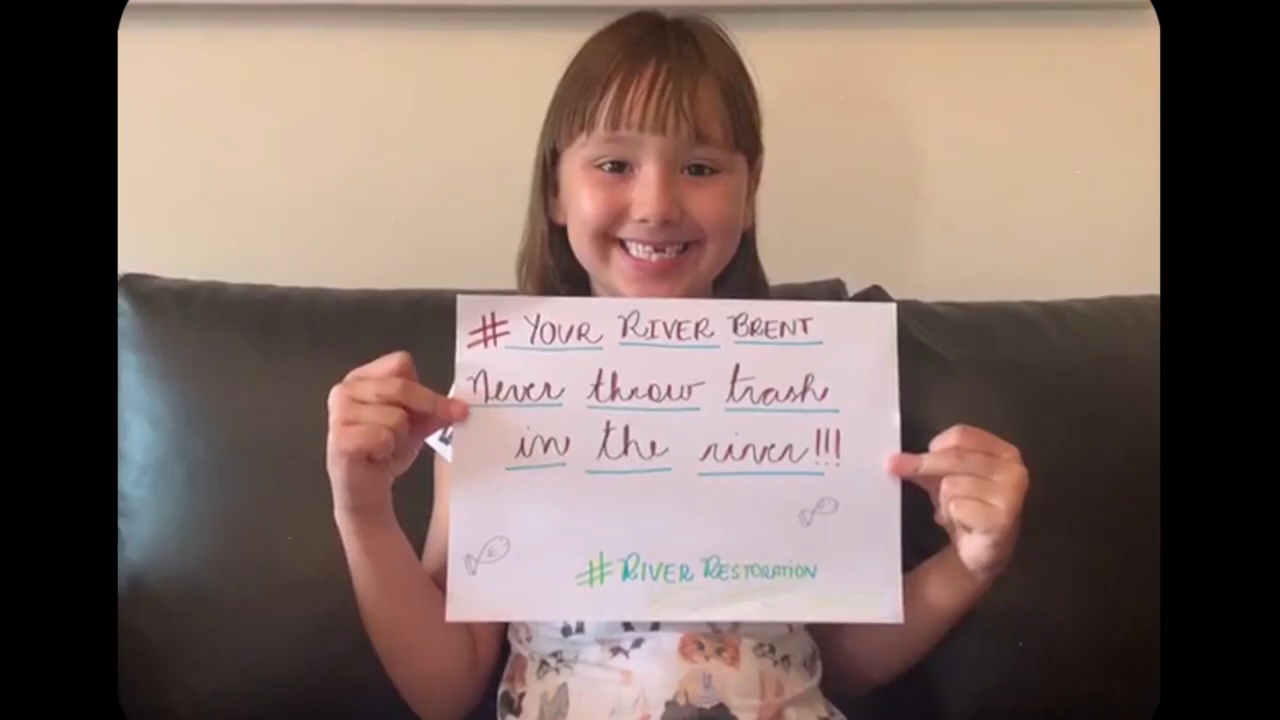 # YOUR RIVER BRENT
Never throw trash
in the river!!!
# RIVER RESTORATION